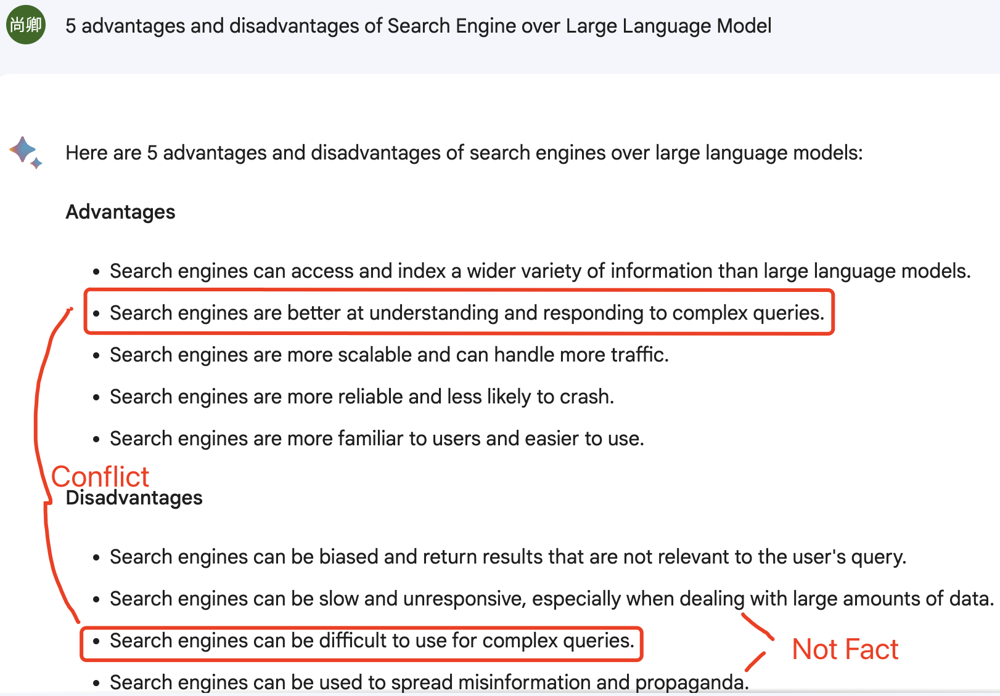 尚卿
5 advantages and disadvantages of Search Engine over Large Language Model
Here are 5 advantages and disadvantages of search engines over large language models:
Advantages
• Search engines can access and index a wider variety of information than large language models.
• Search engines are better at understanding and responding to complex queries.
• Search engines are more scalable and can handle more traffic.
• Search engines are more reliable and less likely to crash.
• Search engines are more familiar to users and easier to use.
Conflict
Disadvantages
• Search engines can be biased and return results that are not relevant to the user's query.
• Search engines can be slow and unresponsive, especially when dealing with large amounts of data.
• Search engines can be difficult to use for complex queries.
Not Fact
• Search engines can be used to spread misinformation and propaganda.